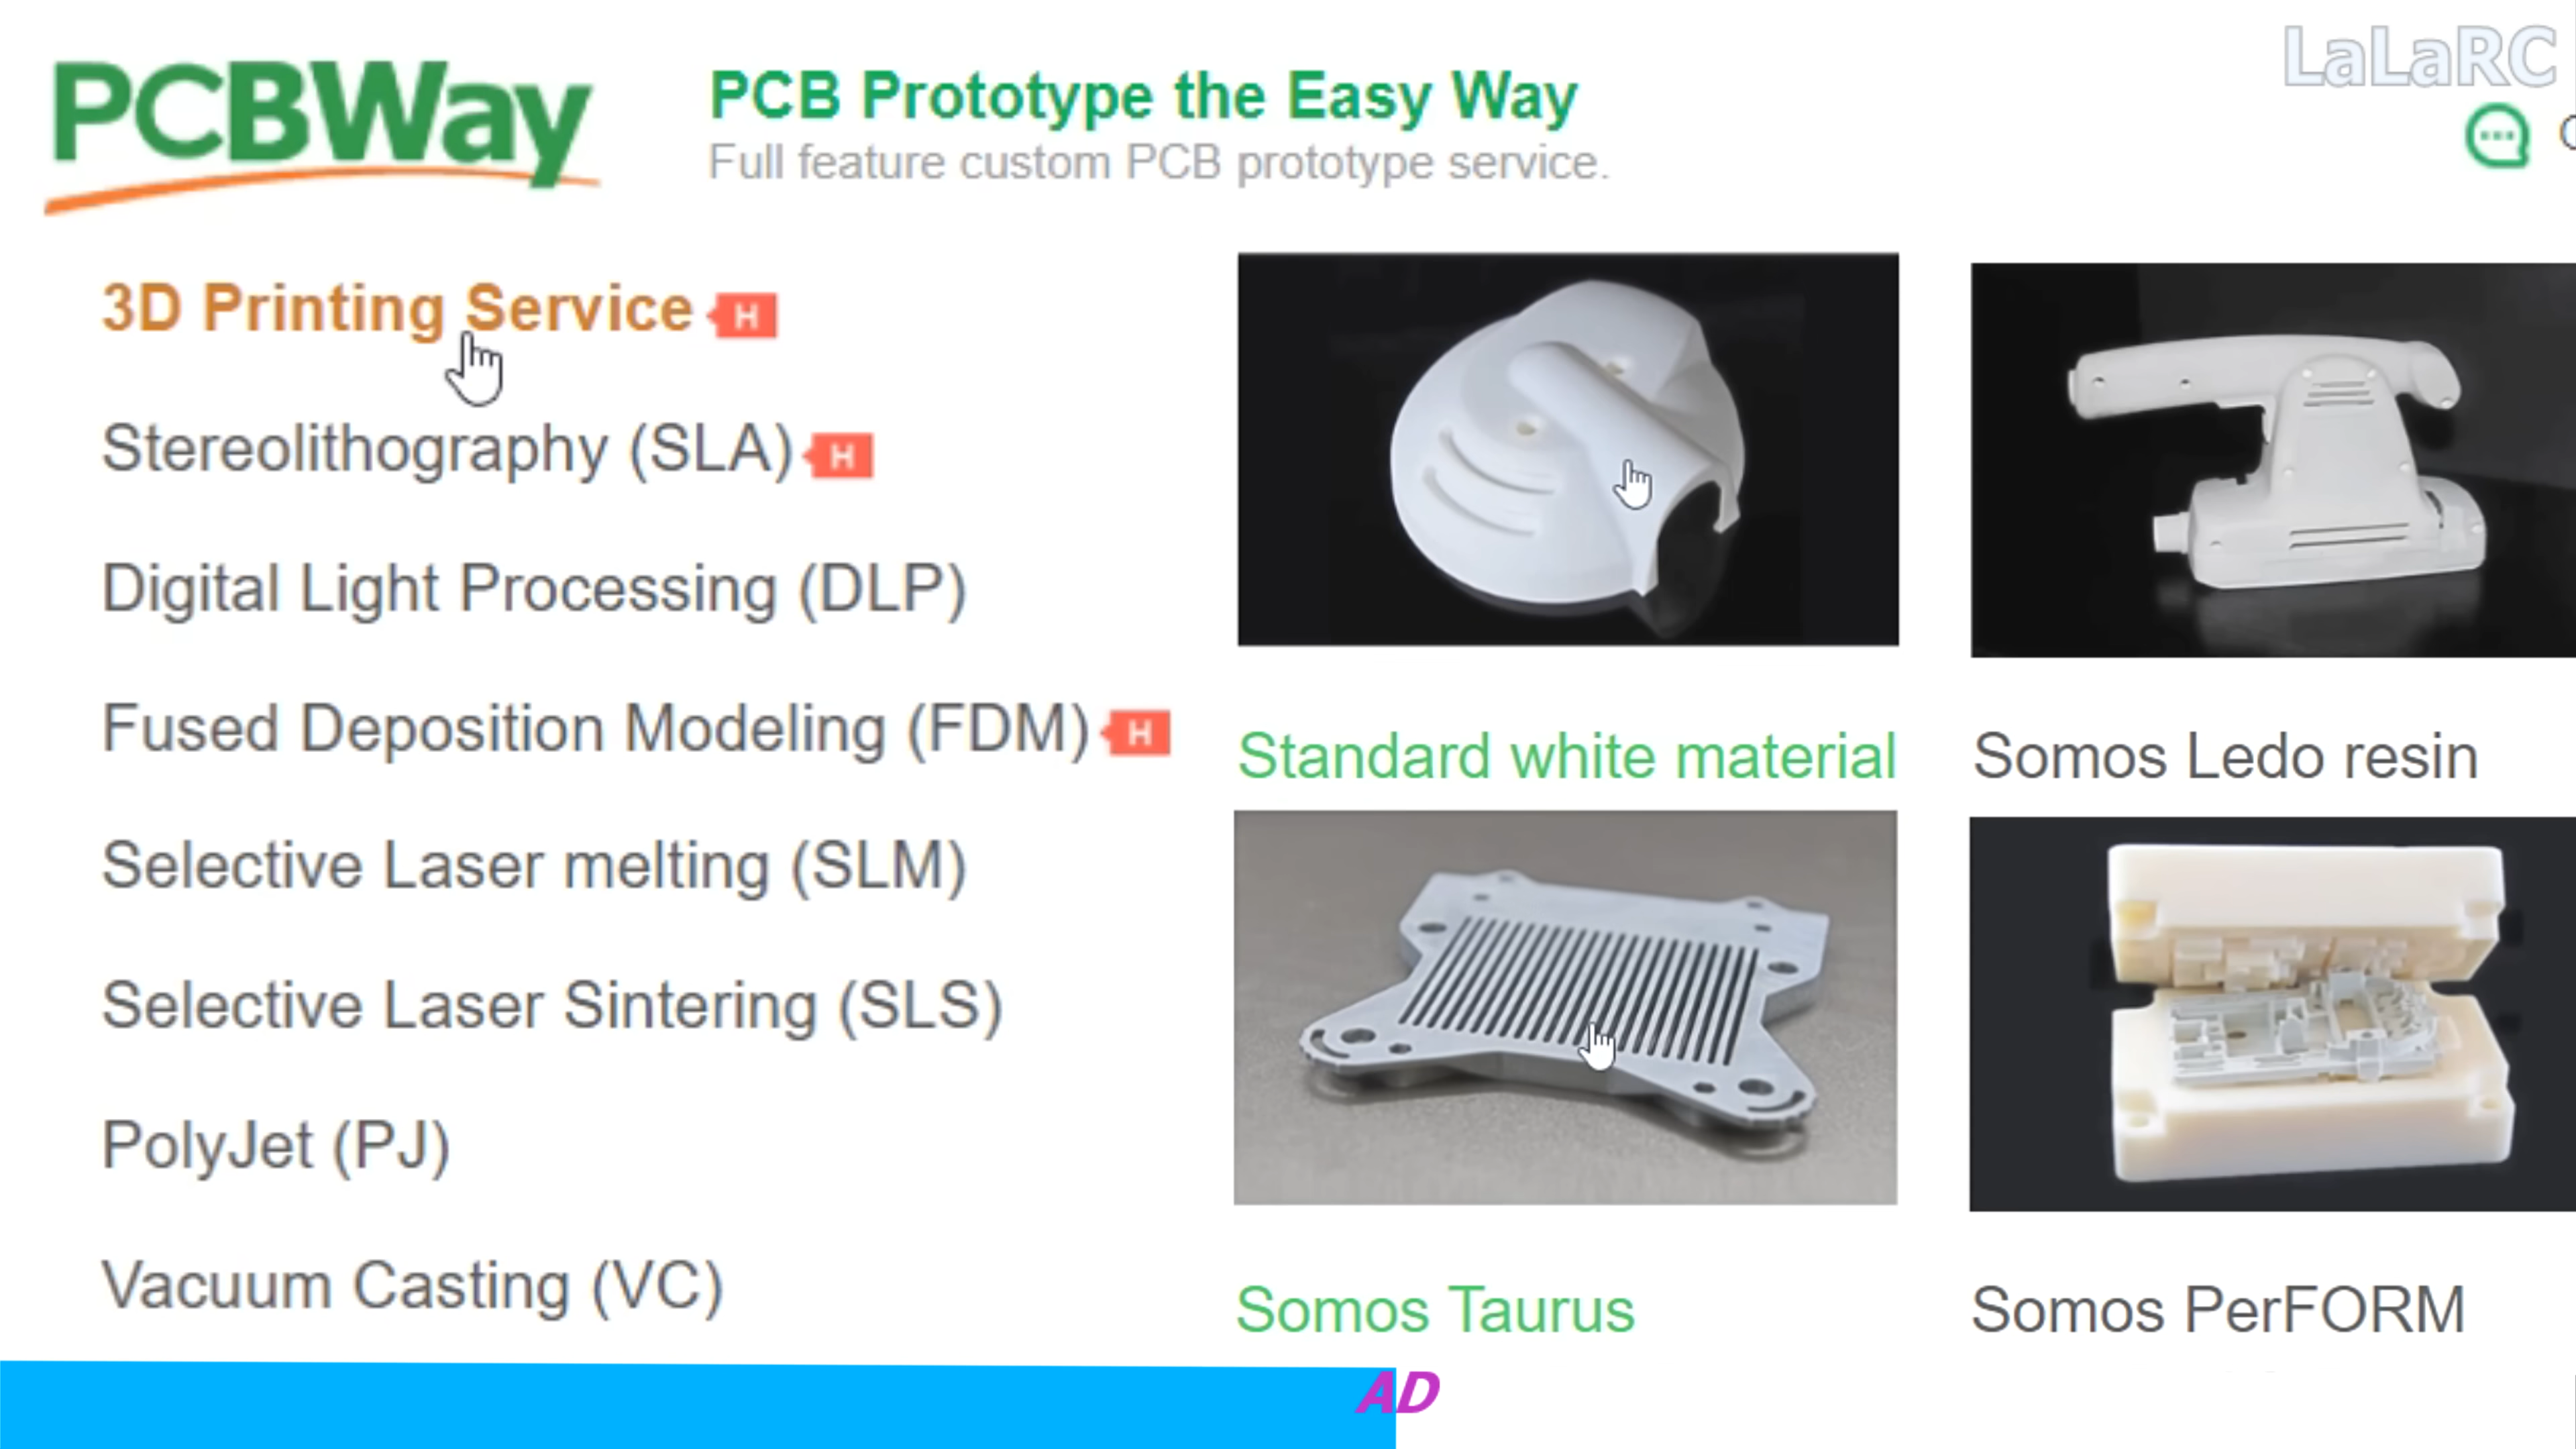 LaLaRC
PCBWay
PCB Prototype the Easy Way
Full feature custom PCB prototype service.
3D Printing Service H
Stereolithography (SLA) H
Digital Light Processing (DLP)
Fused Deposition Modeling (FDM) H
Selective Laser melting (SLM)
Selective Laser Sintering (SLS)
PolyJet (PJ)
Vacuum Casting (VC)
Standard white material
Somos Ledo resin
Somos Taurus
Somos PerFORM
AD